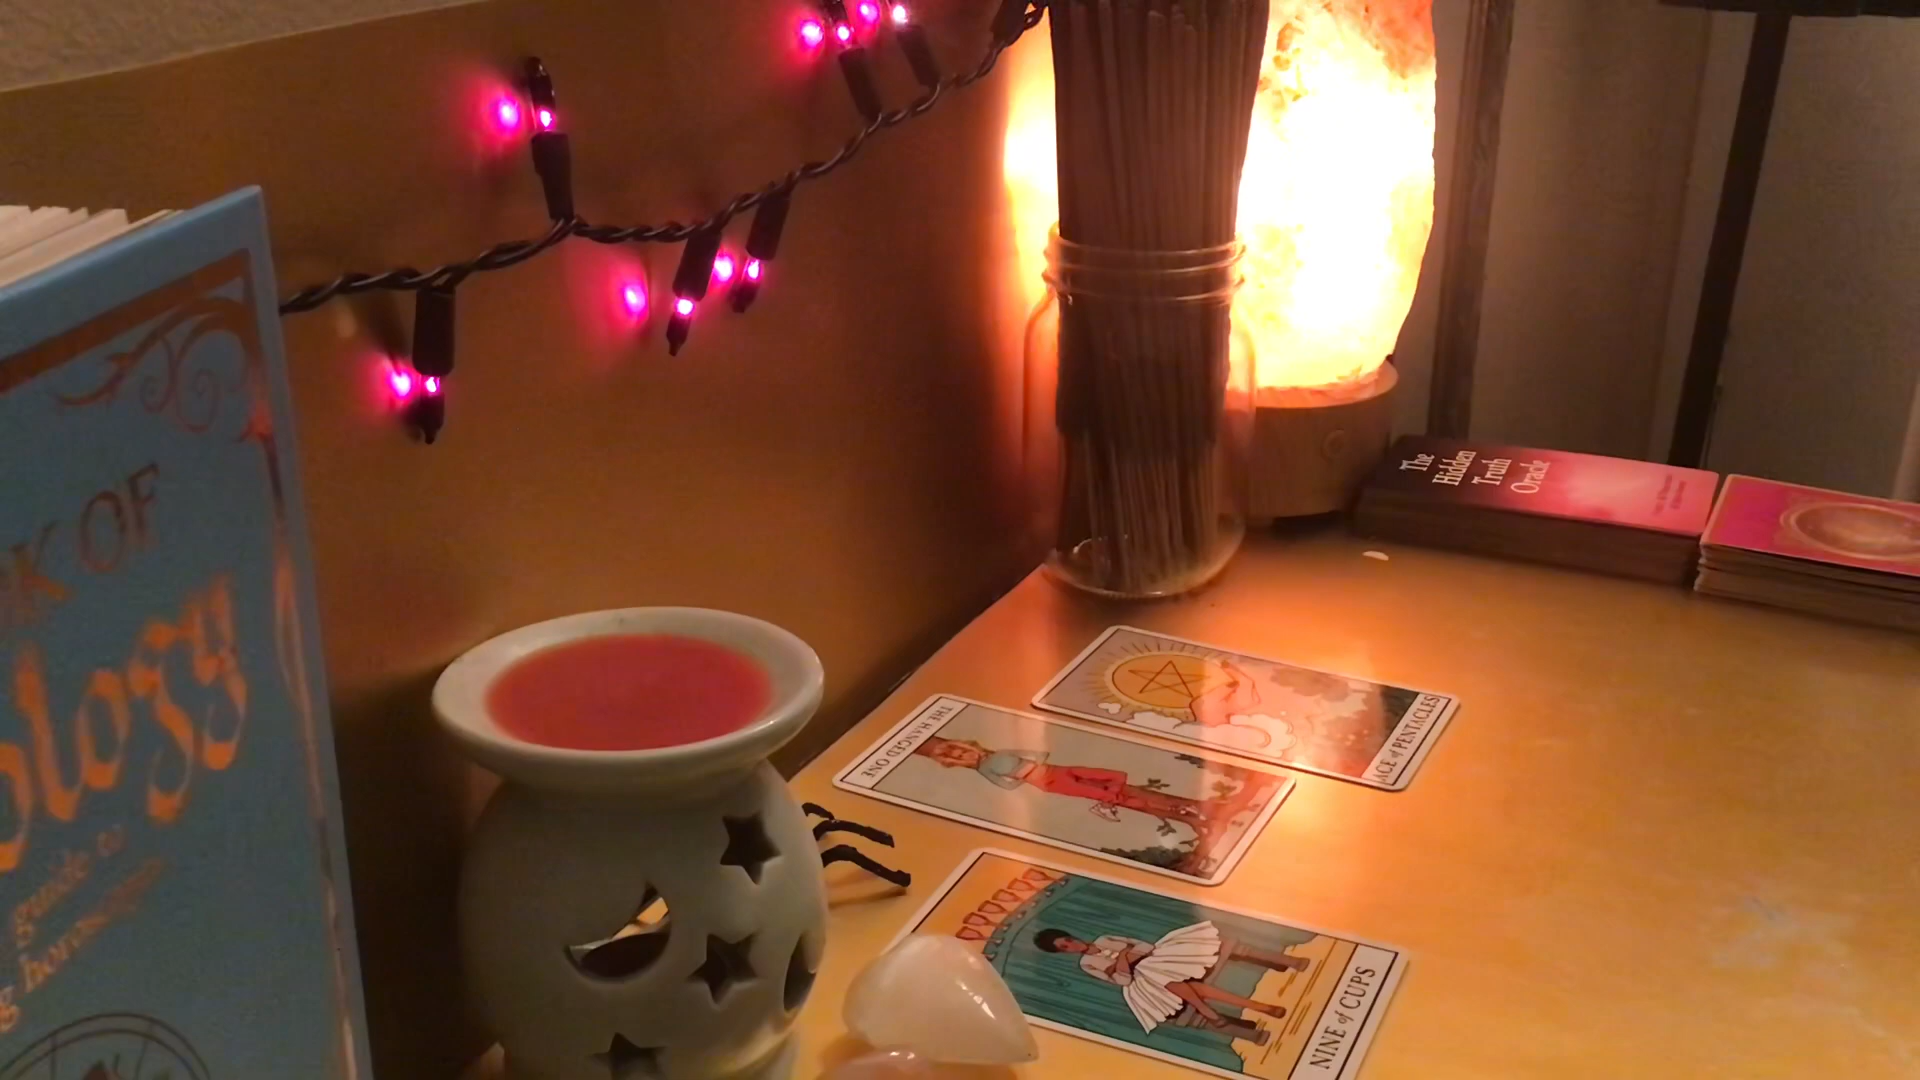 OF
ology
guide to
The
Hidden
Truth
Oracle
ACE of PENTACLES
THE HANGED ONE
NINE of CUPS